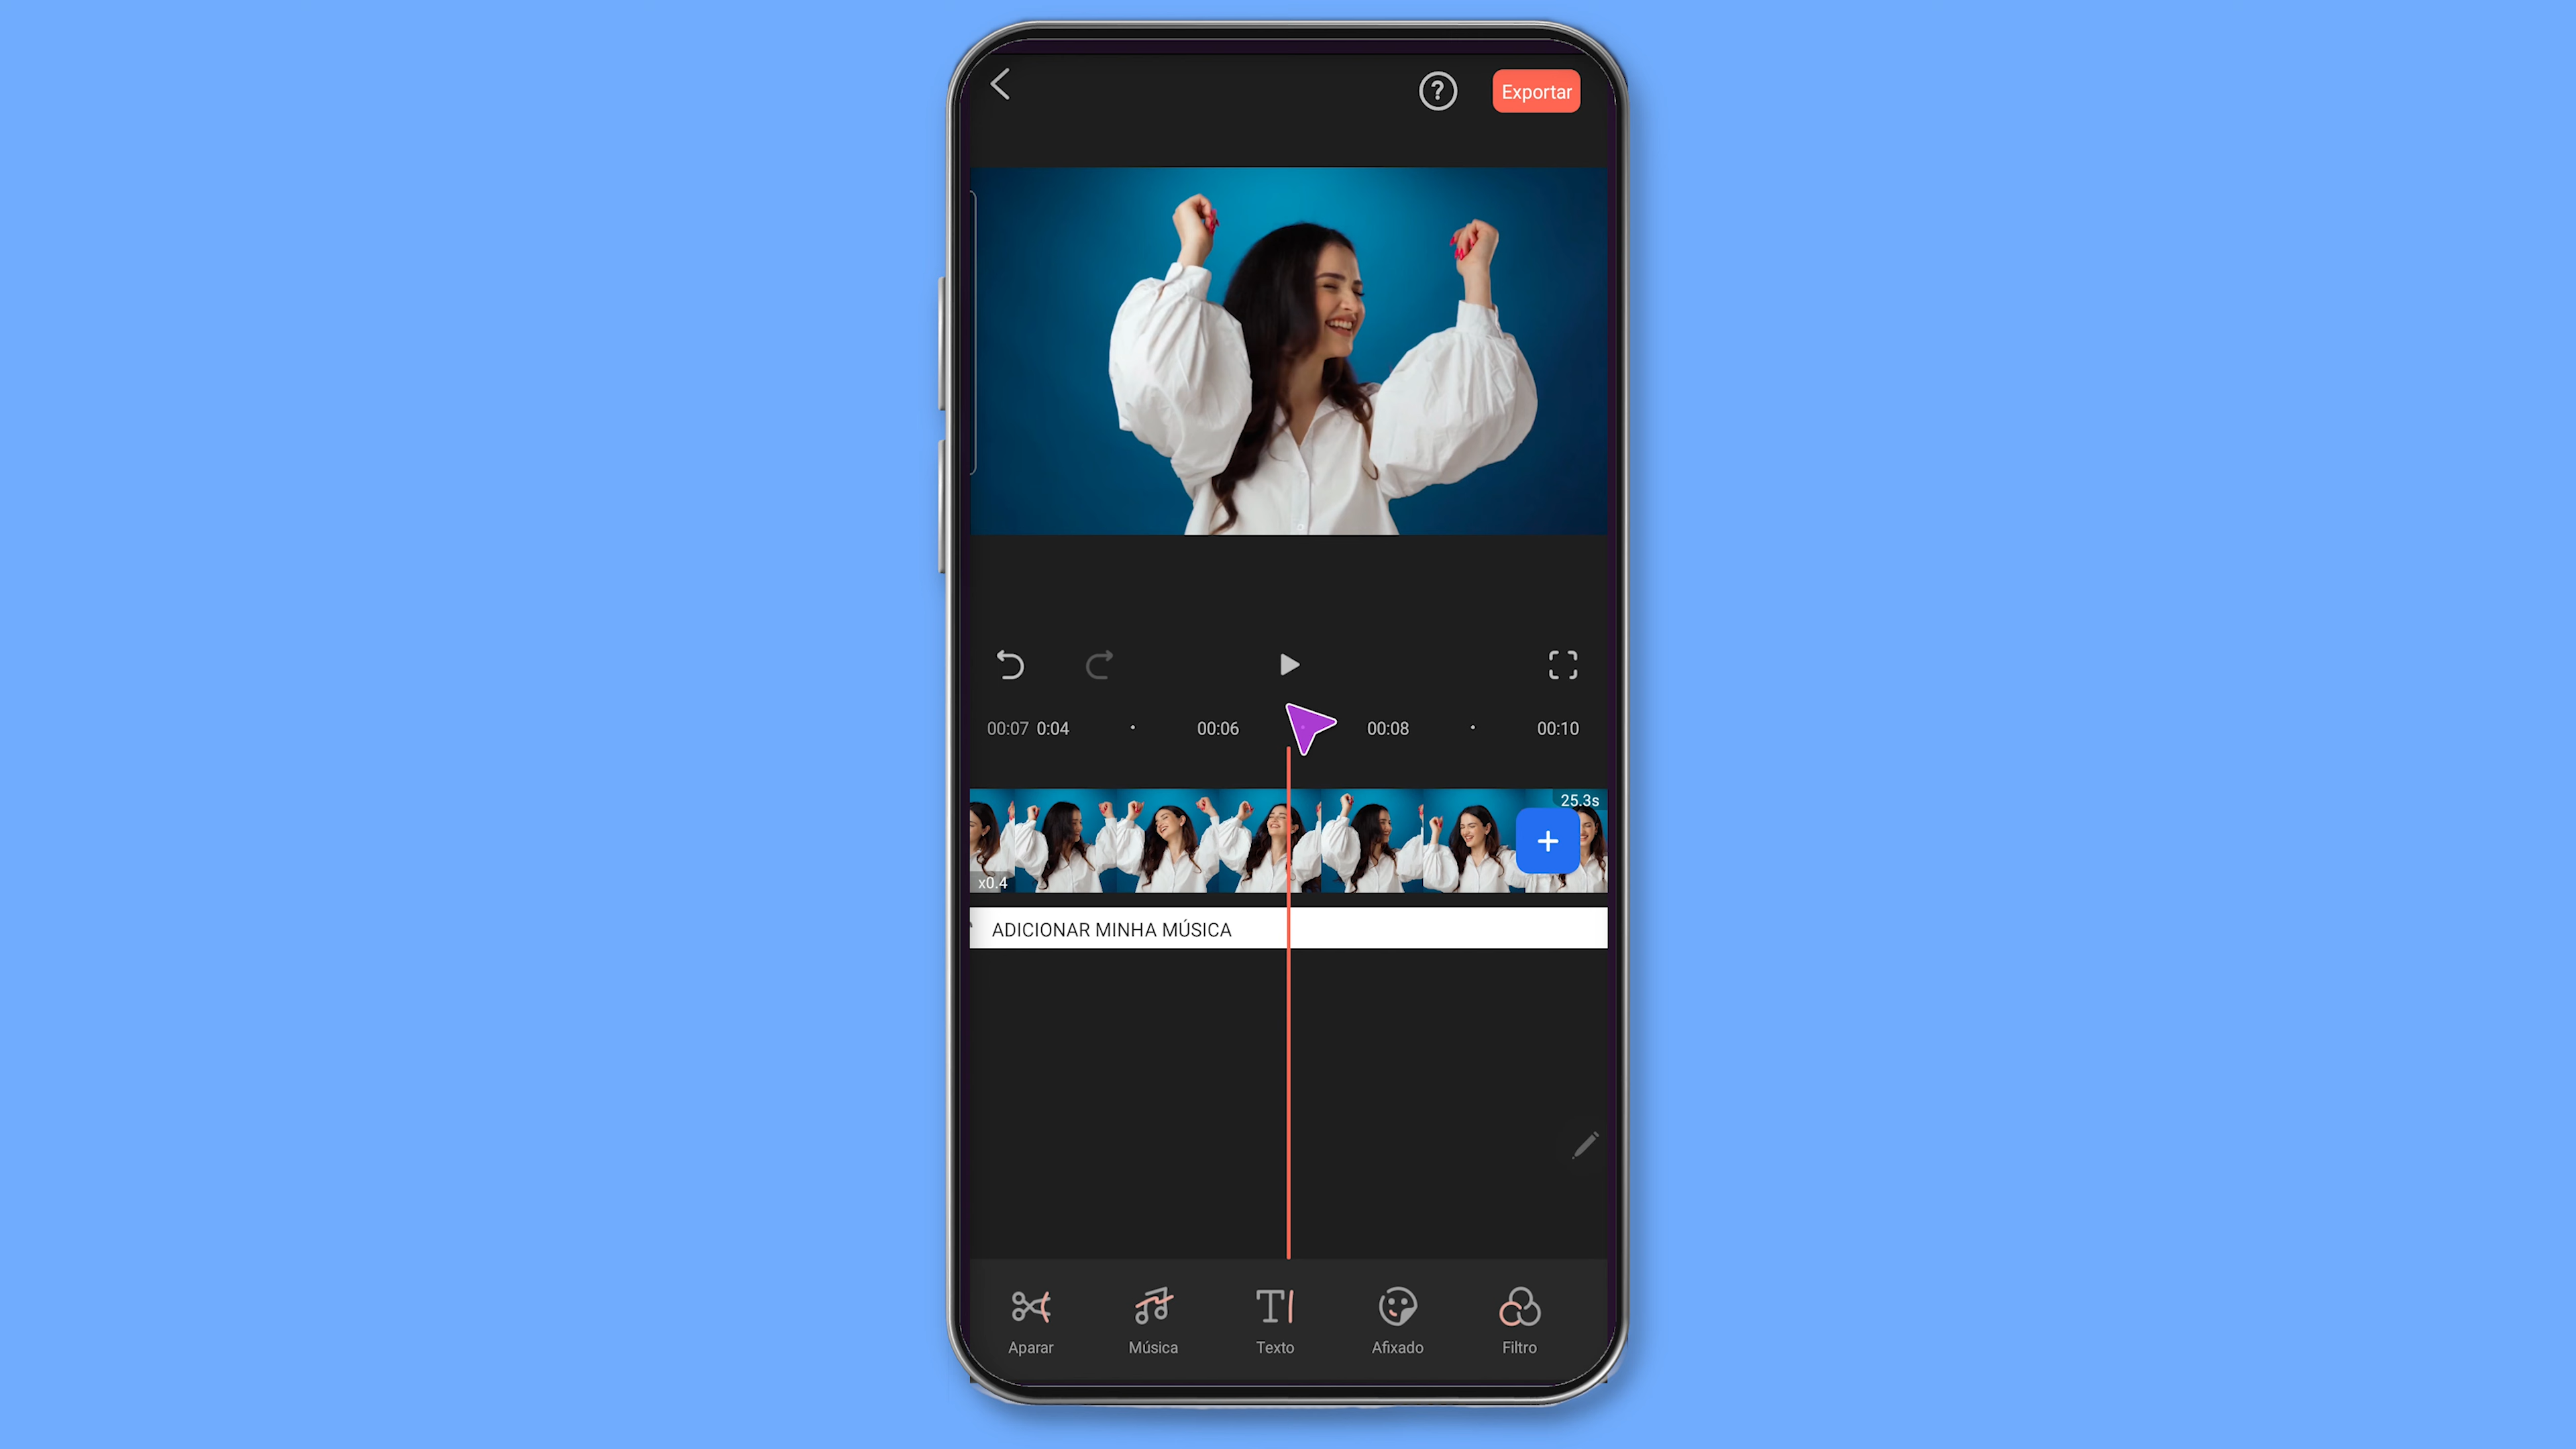 Exportar
00:07 0:04 00:06 00:08 00:10
25.3s
x0.4
ADICIONAR MINHA MÚSICA
Aparar Música Texto Afixado Filtro